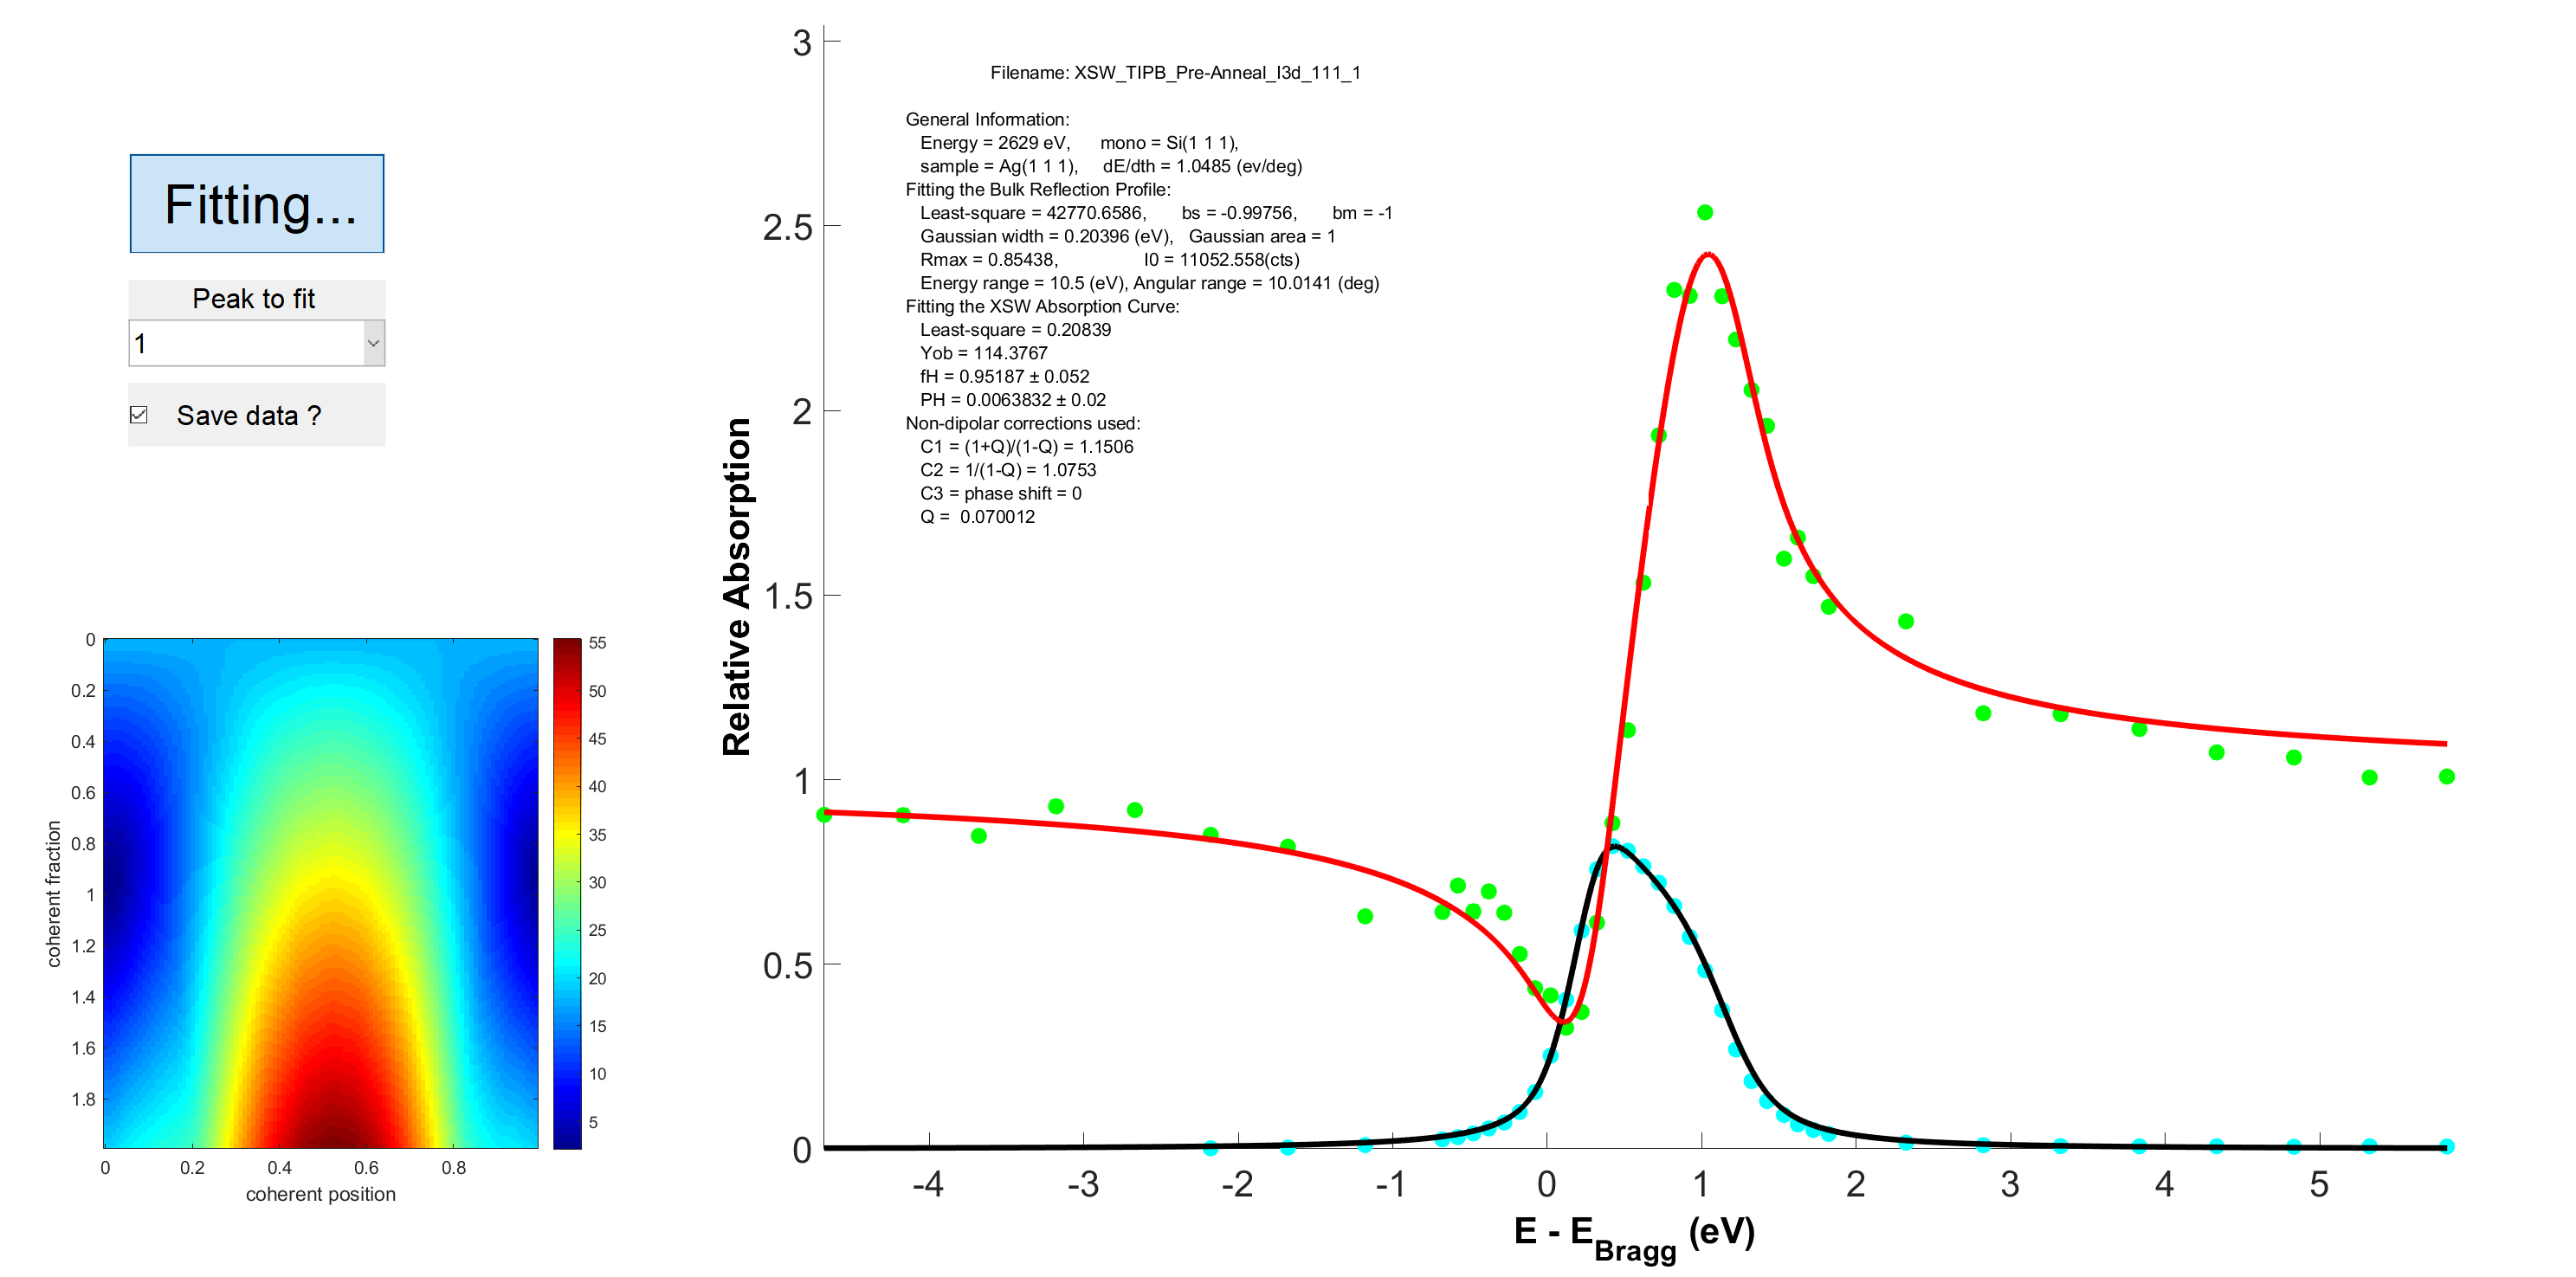 Fitting...
Peak to fit
1
Save data ?
Filename: XSW_TIPB_Pre-Anneal_I3d_111_1
General Information:
Energy = 2629 eV, mono = Si(1 1 1),
sample = Ag(1 1 1), dE/dth = 1.0485 (ev/deg)
Fitting the Bulk Reflection Profile:
Least-square = 42770.6586, bs = -0.99756, bm = -1
Gaussian width = 0.20396 (eV), Gaussian area = 1
Rmax = 0.85438, I0 = 11052.558(cts)
Energy range = 10.5 (eV), Angular range = 10.0141 (deg)
Fitting the XSW Absorption Curve:
Least-square = 0.20839
Yob = 114.3767
fH = 0.95187 ± 0.052
PH = 0.0063832 ± 0.02
Non-dipolar corrections used:
C1 = (1+Q)/(1-Q) = 1.1506
C2 = 1/(1-Q) = 1.0753
C3 = phase shift = 0
Q = 0.070012
3
2.5
2
1.5
1
0.5
0
Relative Absorption
-4 -3 -2 -1 0 1 2 3 4 5
E - EBragg (eV)
0
0.2
0.4
0.6
0.8
1
1.2
1.4
1.6
1.8
coherent fraction
0 0.2 0.4 0.6 0.8
coherent position
55
50
45
40
35
30
25
20
15
10
5